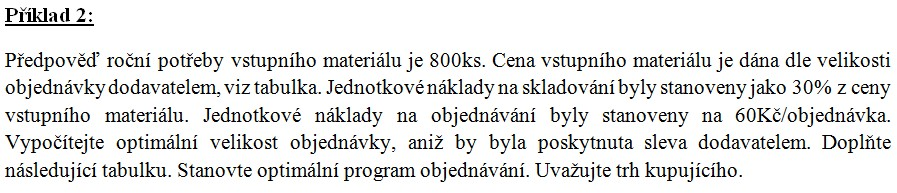 Příklad 2:
Předpověď roční potřeby vstupního materiálu je 800ks. Cena vstupního materiálu je dána dle velikosti
objednávky dodavatelem, viz tabulka. Jednotkové náklady na skladování byly stanoveny jako 30% z ceny
vstupního materiálu. Jednotkové náklady na objednávání byly stanoveny na 60Kč/objednávka.
Vypočítejte optimální velikost objednávky, aniž by byla poskytnuta sleva dodavatelem. Doplňte
následující tabulku. Stanovte optimální program objednávání. Uvažujte trh kupujícího.